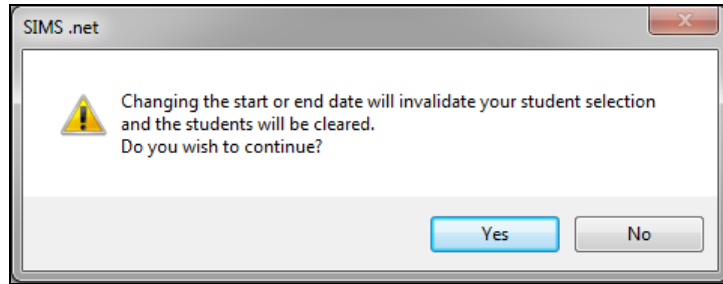 SIMS .net
Changing the start or end date will invalidate your student selection
and the students will be cleared.
Do you wish to continue?
Yes
No